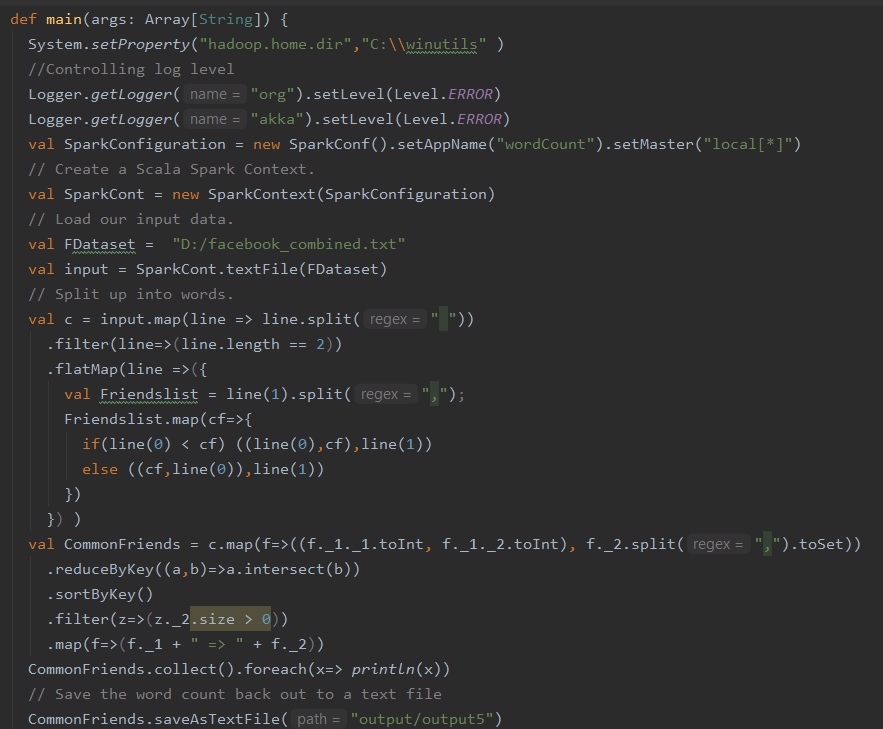 def main(args: Array[String]) {
  System.setProperty("hadoop.home.dir","C:\\winutils" )
  //Controlling log level
  Logger.getLogger( name = "org").setLevel(Level.ERROR)
  Logger.getLogger( name = "akka").setLevel(Level.ERROR)
  val SparkConfiguration = new SparkConf().setAppName("wordCount").setMaster("local[*]")
  // Create a Scala Spark Context.
  val SparkCont = new SparkContext(SparkConfiguration)
  // Load our input data.
  val FDataset =  "D:/facebook_combined.txt"
  val input = SparkCont.textFile(FDataset)
  // Split up into words.
  val c = input.map(line => line.split( regex = " "))
    .filter(line=>(line.length == 2))
    .flatMap(line =>({
      val Friendslist = line(1).split( regex = ",");
      Friendslist.map(cf=>{
        if(line(0) < cf) ((line(0),cf),line(1))
        else ((cf,line(0)),line(1))
      })
    }) )
  val CommonFriends = c.map(f=>((f._1._1.toInt, f._1._2.toInt), f._2.split( regex = ",").toSet))
    .reduceByKey((a,b)=>a.intersect(b))
    .sortByKey()
    .filter(z=>(z._2.size > 0))
    .map(f=>(f._1 + " => " + f._2))
  CommonFriends.collect().foreach(x=> println(x))
  // Save the word count back out to a text file
  CommonFriends.saveAsTextFile( path = "output/output5")